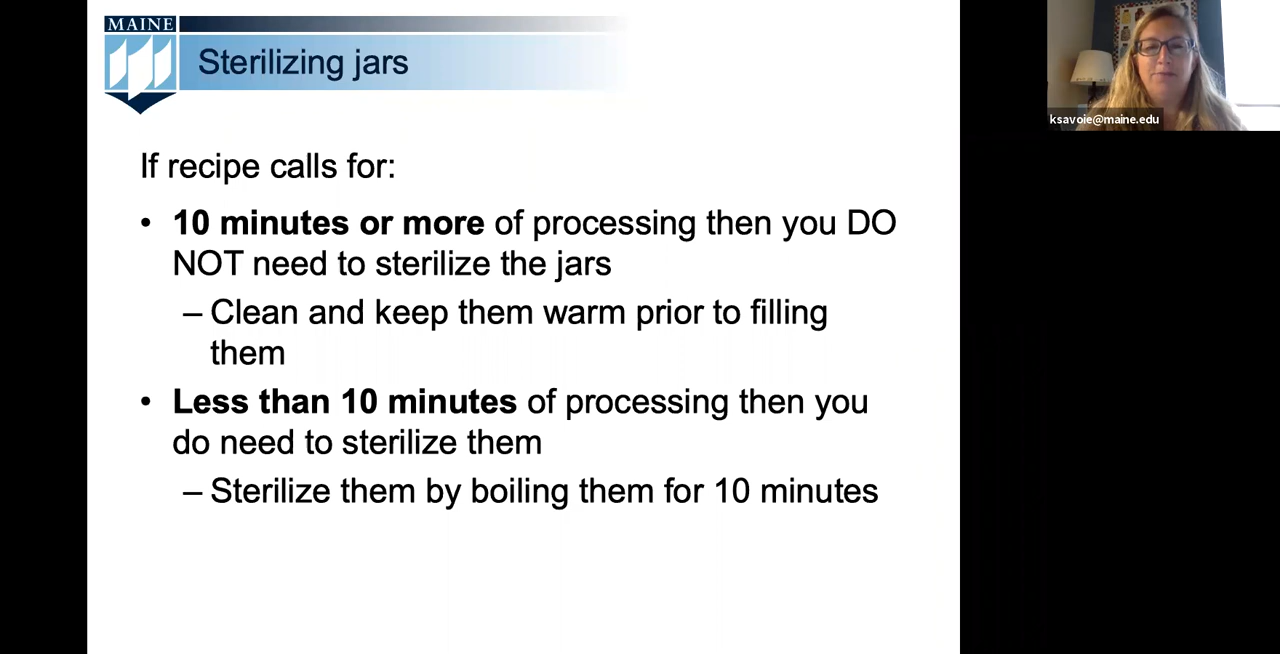 MAINE
Sterilizing jars
ksavoie@maine.edu
If recipe calls for:
• 10 minutes or more of processing then you DO
NOT need to sterilize the jars
– Clean and keep them warm prior to filling
them
• Less than 10 minutes of processing then you
do need to sterilize them
– Sterilize them by boiling them for 10 minutes